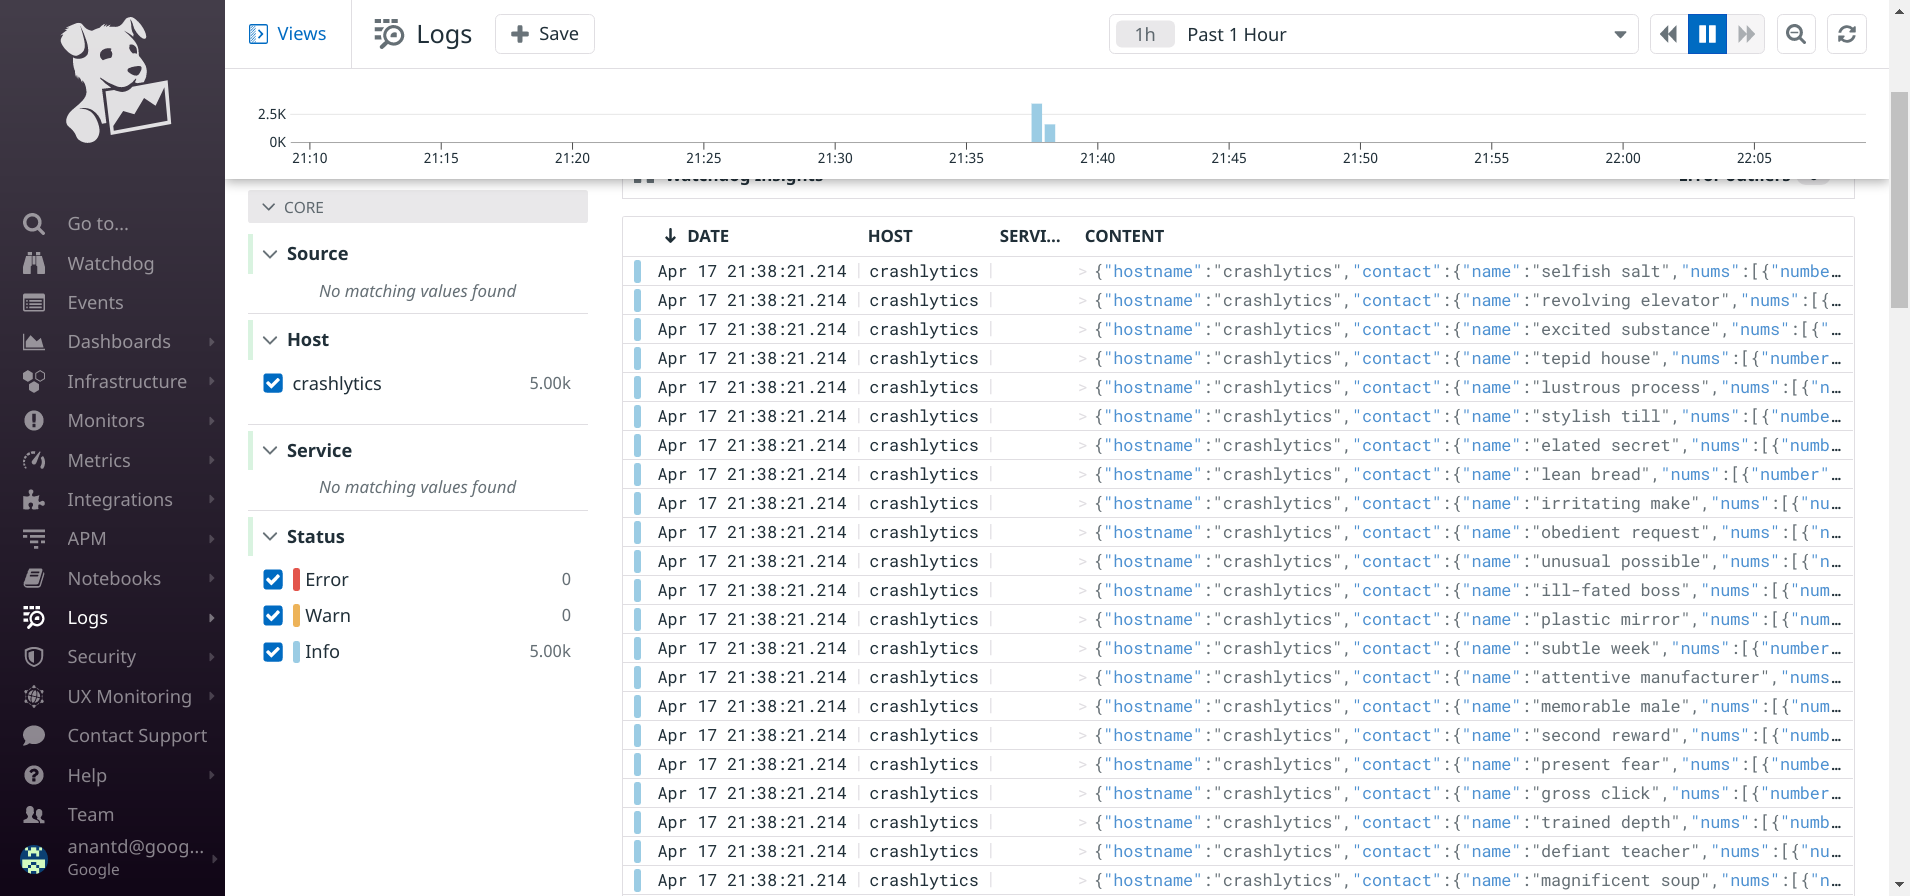 Views
Logs
Save
1h Past 1 Hour
2.5K
0K
21:10 21:15 21:20 21:25 21:30 21:35 21:40 21:45 21:50 21:55 22:00 22:05
Go to...
Watchdog
Events
Dashboards
Infrastructure
Monitors
Metrics
Integrations
APM
Notebooks
Logs
Security
UX Monitoring
Contact Support
Help
Team
anantd@goog...
Google
CORE
Source
No matching values found
Host
crashlytics 5.00k
Service
No matching values found
Status
Error 0
Warn 0
Info 5.00k
Watchdog Insights Error Outliers
DATE HOST SERVI... CONTENT
Apr 17 21:38:21.214 crashlytics > {"hostname":"crashlytics","contact":{"name":"selfish salt","nums":[{"numbe…
Apr 17 21:38:21.214 crashlytics > {"hostname":"crashlytics","contact":{"name":"revolving elevator","nums":[{…
Apr 17 21:38:21.214 crashlytics > {"hostname":"crashlytics","contact":{"name":"excited substance","nums":[{"…
Apr 17 21:38:21.214 crashlytics > {"hostname":"crashlytics","contact":{"name":"tepid house","nums":[{"number…
Apr 17 21:38:21.214 crashlytics > {"hostname":"crashlytics","contact":{"name":"lustrous process","nums":[{"n…
Apr 17 21:38:21.214 crashlytics > {"hostname":"crashlytics","contact":{"name":"stylish till","nums":[{"numbe…
Apr 17 21:38:21.214 crashlytics > {"hostname":"crashlytics","contact":{"name":"elated secret","nums":[{"numb…
Apr 17 21:38:21.214 crashlytics > {"hostname":"crashlytics","contact":{"name":"lean bread","nums":[{"number"…
Apr 17 21:38:21.214 crashlytics > {"hostname":"crashlytics","contact":{"name":"irritating make","nums":[{"nu…
Apr 17 21:38:21.214 crashlytics > {"hostname":"crashlytics","contact":{"name":"obedient request","nums":[{"n…
Apr 17 21:38:21.214 crashlytics > {"hostname":"crashlytics","contact":{"name":"unusual possible","nums":[{"n…
Apr 17 21:38:21.214 crashlytics > {"hostname":"crashlytics","contact":{"name":"ill-fated boss","nums":[{"num…
Apr 17 21:38:21.214 crashlytics > {"hostname":"crashlytics","contact":{"name":"plastic mirror","nums":[{"num…
Apr 17 21:38:21.214 crashlytics > {"hostname":"crashlytics","contact":{"name":"subtle week","nums":[{"number…
Apr 17 21:38:21.214 crashlytics > {"hostname":"crashlytics","contact":{"name":"attentive manufacturer","nums…
Apr 17 21:38:21.214 crashlytics > {"hostname":"crashlytics","contact":{"name":"memorable male","nums":[{"num…
Apr 17 21:38:21.214 crashlytics > {"hostname":"crashlytics","contact":{"name":"second reward","nums":[{"numb…
Apr 17 21:38:21.214 crashlytics > {"hostname":"crashlytics","contact":{"name":"present fear","nums":[{"numbe…
Apr 17 21:38:21.214 crashlytics > {"hostname":"crashlytics","contact":{"name":"gross click","nums":[{"number…
Apr 17 21:38:21.214 crashlytics > {"hostname":"crashlytics","contact":{"name":"trained depth","nums":[{"numb…
Apr 17 21:38:21.214 crashlytics > {"hostname":"crashlytics","contact":{"name":"defiant teacher","nums":[{"nu…
Apr 17 21:38:21.214 crashlytics > {"hostname":"crashlytics","contact":{"name":"magnificent soup","nums":[{"n…